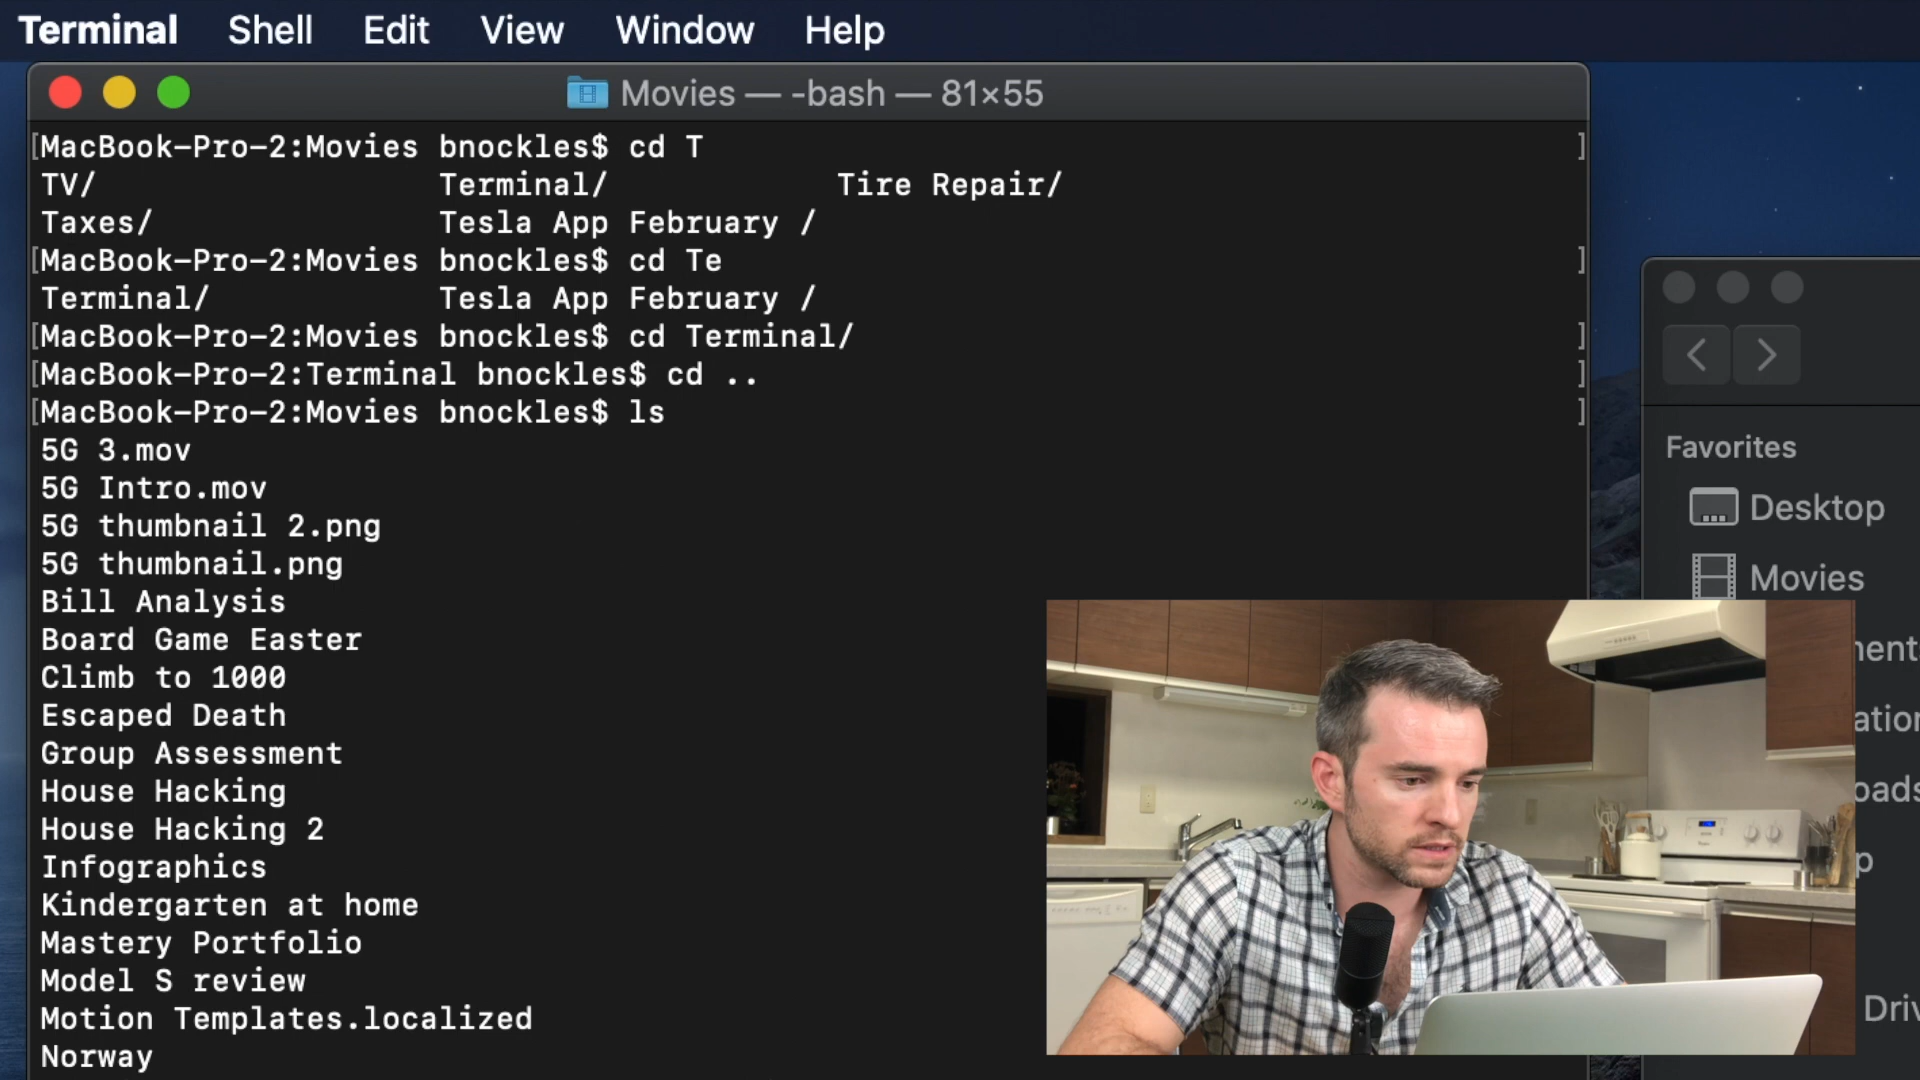 Terminal Shell Edit View Window Help
Movies — -bash — 81×55
[MacBook-Pro-2:Movies bnockles$ cd T ]
TV/ Terminal/ Tire Repair/
Taxes/ Tesla App February /
[MacBook-Pro-2:Movies bnockles$ cd Te ]
Terminal/ Tesla App February /
[MacBook-Pro-2:Movies bnockles$ cd Terminal/ ]
[MacBook-Pro-2:Terminal bnockles$ cd .. ]
[MacBook-Pro-2:Movies bnockles$ ls ]
5G 3.mov
5G Intro.mov
5G thumbnail 2.png
5G thumbnail.png
Bill Analysis
Board Game Easter
Climb to 1000
Escaped Death
Group Assessment
House Hacking
House Hacking 2
Infographics
Kindergarten at home
Mastery Portfolio
Model S review
Motion Templates.localized
Norway
Favorites
Desktop
Movies